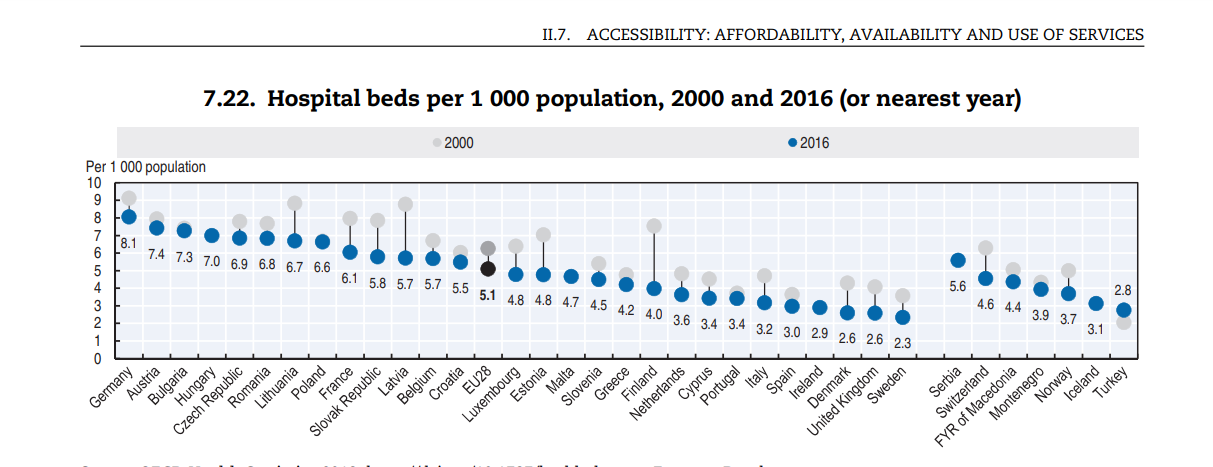 II.7. ACCESSIBILITY: AFFORDABILITY, AVAILABILITY AND USE OF SERVICES
7.22. Hospital beds per 1 000 population, 2000 and 2016 (or nearest year)
2000 2016
Per 1 000 population
10
9
8
7
6
5
4
3
2
1
0
8.1 7.4 7.3 7.0 6.9 6.8 6.7 6.6 6.1 5.8 5.7 5.7 5.5 5.1 4.8 4.8 4.7 4.5 4.2 4.0 3.6 3.4 3.4 3.2 3.0 2.9 2.6 2.6 2.3 5.6 4.6 4.4 3.9 3.7 3.1 2.8
Germany
Austria
Bulgaria
Hungary
Czech Republic
Romania
Lithuania
Poland
France
Slovak Republic
Latvia
Belgium
Croatia
EU28
Luxembourg
Estonia
Malta
Slovenia
Greece
Finland
Netherlands
Cyprus
Portugal
Italy
Spain
Ireland
Denmark
United Kingdom
Sweden
Serbia
Switzerland
FYR of Macedonia
Montenegro
Norway
Iceland
Turkey